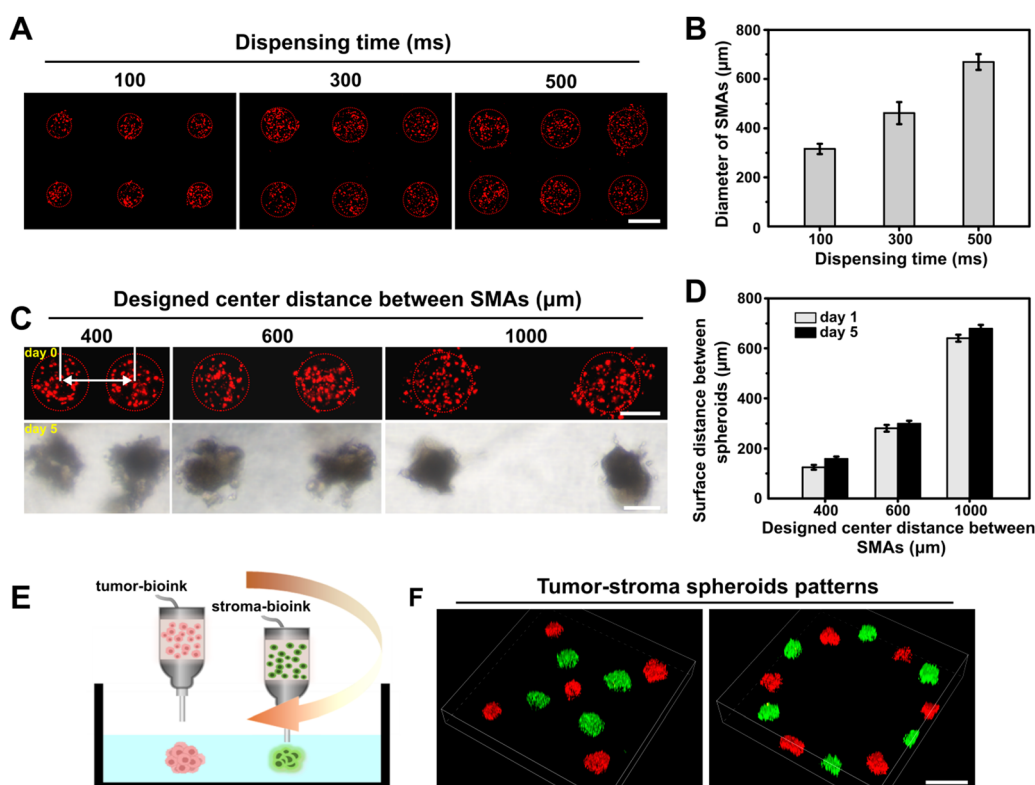 A
Dispensing time (ms)
100 300 500
B
Diameter of SMAs (µm)
800
600
400
200
0
100 300 500
Dispensing time (ms)
C
Designed center distance between SMAs (µm)
400 600 1000
day 0
day 5
D
Surface distance between
spheroids (µm)
800
600
400
200
0
day 1
day 5
400 600 1000
Designed center distance between
SMAs (µm)
E
tumor-bioink
stroma-bioink
F
Tumor-stroma spheroids patterns